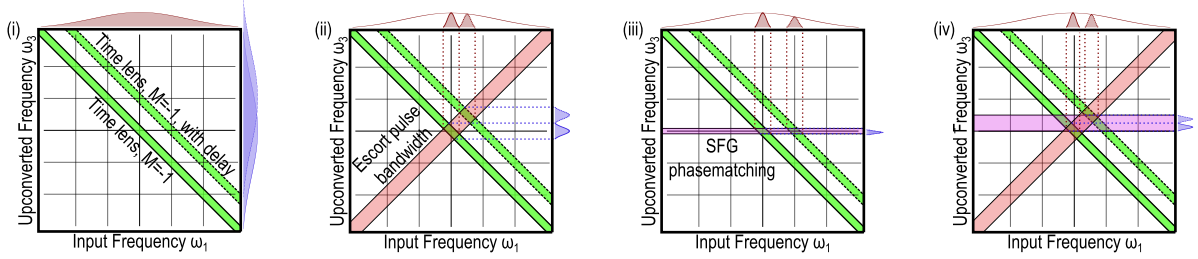 (i)
Upconverted Frequency ω₃
Time lens, M=-1, with delay
Time lens, M=-1
Input Frequency ω₁
(ii)
Upconverted Frequency ω₃
Escort pulse
bandwidth
Input Frequency ω₁
(iii)
Upconverted Frequency ω₃
SFG
phasematching
Input Frequency ω₁
(iv)
Upconverted Frequency ω₃
Input Frequency ω₁